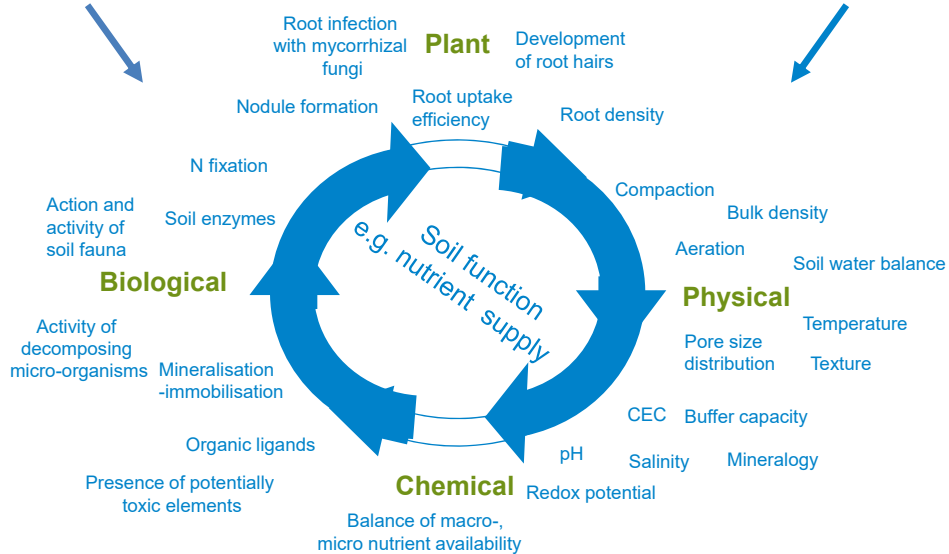 Root infection
with mycorrhizal
fungi
Plant
Development
of root hairs
Nodule formation
Root uptake
efficiency
Root density
N fixation
Compaction
Action and
activity of
soil fauna
Soil enzymes
Bulk density
Aeration
Soil water balance
Soil function
e.g. nutrient supply
Biological
Physical
Activity of
decomposing
micro-organisms
Mineralisation
-immobilisation
Temperature
Pore size
distribution
Texture
CEC
Buffer capacity
Organic ligands
pH
Salinity
Mineralogy
Presence of potentially
toxic elements
Chemical
Redox potential
Balance of macro-,
micro nutrient availability